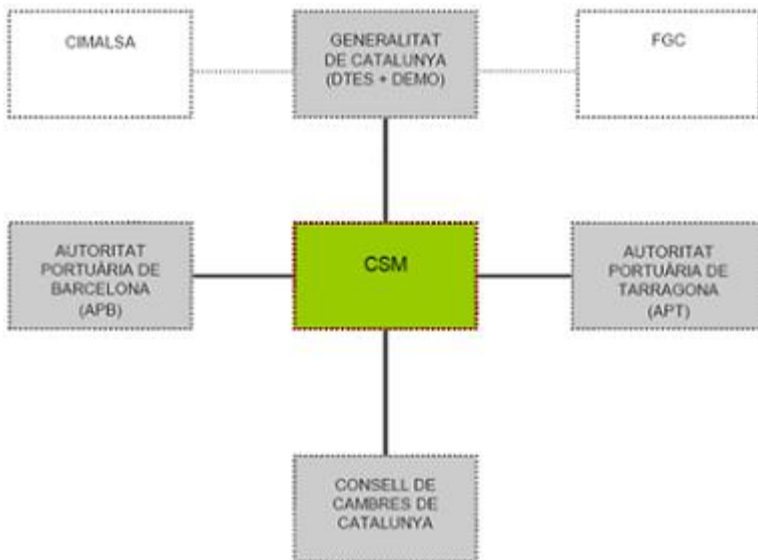 CIMALSA
GENERALITAT
DE CATALUNYA
(DTES + DEMO)
FGC
AUTORITAT
PORTUÀRIA DE
BARCELONA
(APB)
CSM
AUTORITAT
PORTUÀRIA DE
TARRAGONA
(APT)
CONSELL DE
CAMBRES DE
CATALUNYA